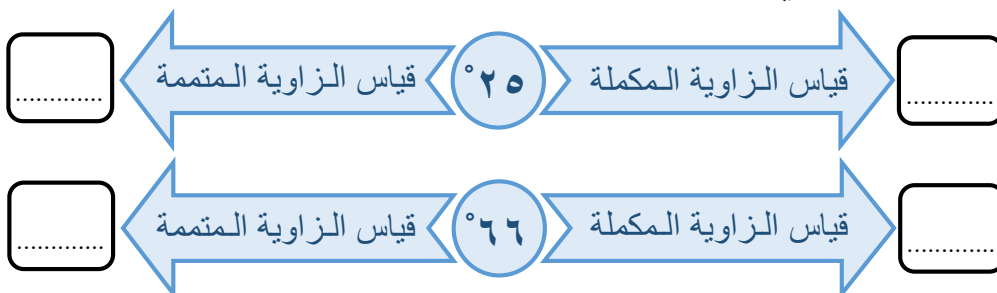 قياس الزاوية المكملة ٢٥° قياس الزاوية المتممة
............. .............
قياس الزاوية المكملة ٦٦° قياس الزاوية المتممة
............. .............